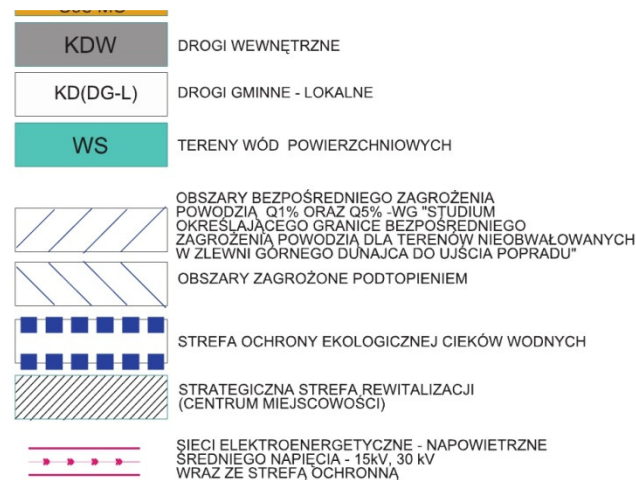 KDW DROGI WEWNĘTRZNE
KD(DG-L) DROGI GMINNE - LOKALNE
WS TERENY WÓD POWIERZCHNIOWYCH
OBSZARY BEZPOŚREDNIEGO ZAGROŻENIA
POWODZIĄ Q1% ORAZ Q5% -WG "STUDIUM
OKREŚLAJĄCEGO GRANICE BEZPOŚREDNIEGO
ZAGROŻENIA POWODZIĄ DLA TERENÓW NIEOBWAŁOWANYCH
W ZLEWNI GÓRNEGO DUNAJCA DO UJŚCIA POPRADU"
OBSZARY ZAGROŻONE PODTOPIENIEM
STREFA OCHRONY EKOLOGICZNEJ CIEKÓW WODNYCH
STRATEGICZNA STREFA REWITALIZACJI
(CENTRUM MIEJSCOWOŚCI)
SIECI ELEKTROENERGETYCZNE - NAPOWIETRZNE
ŚREDNIEGO NAPIĘCIA - 15kV, 30 kV
WRAZ ZE STREFĄ OCHRONNĄ